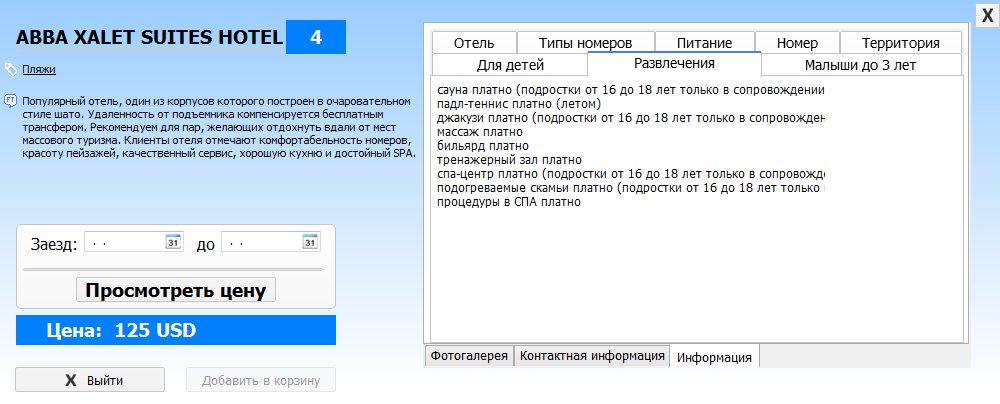 X
ABBA XALET SUITES HOTEL 4
Пляжи
FT
Популярный отель, один из корпусов которого построен в очаровательном
стиле шато. Удаленность от подъемника компенсируется бесплатным
трансфером. Рекомендуем для пар, желающих отдохнуть вдали от мест
массового туризма. Клиенты отеля отмечают комфортабельность номеров,
красоту пейзажей, качественный сервис, хорошую кухню и достойный SPA.
Заезд: . . 31 до . . 31
Просмотреть цену
Цена: 125 USD
X Выйти
Добавить в корзину
Отель Типы номеров Питание Номер Территория
Для детей Развлечения Малыши до 3 лет
сауна платно (подростки от 16 до 18 лет только в сопровождении
падл-теннис платно (летом)
джакузи платно (подростки от 16 до 18 лет только в сопровожден
массаж платно
бильярд платно
тренажерный зал платно
спа-центр платно (подростки от 16 до 18 лет только в сопровожде
подогреваемые скамьи платно (подростки от 16 до 18 лет только
процедуры в СПА платно
Фотогалерея Контактная информация Информация